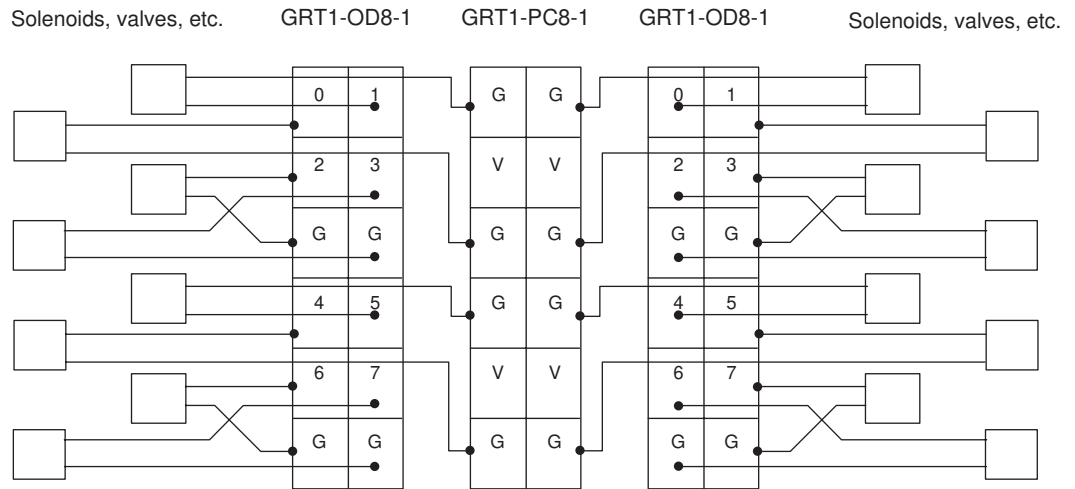 Solenoids, valves, etc. GRT1-OD8-1 GRT1-PC8-1 GRT1-OD8-1 Solenoids, valves, etc.
0 1 G G 0 1
2 3 V V 2 3
G G G G G G
4 5 G G 4 5
6 7 V V 6 7
G G G G G G